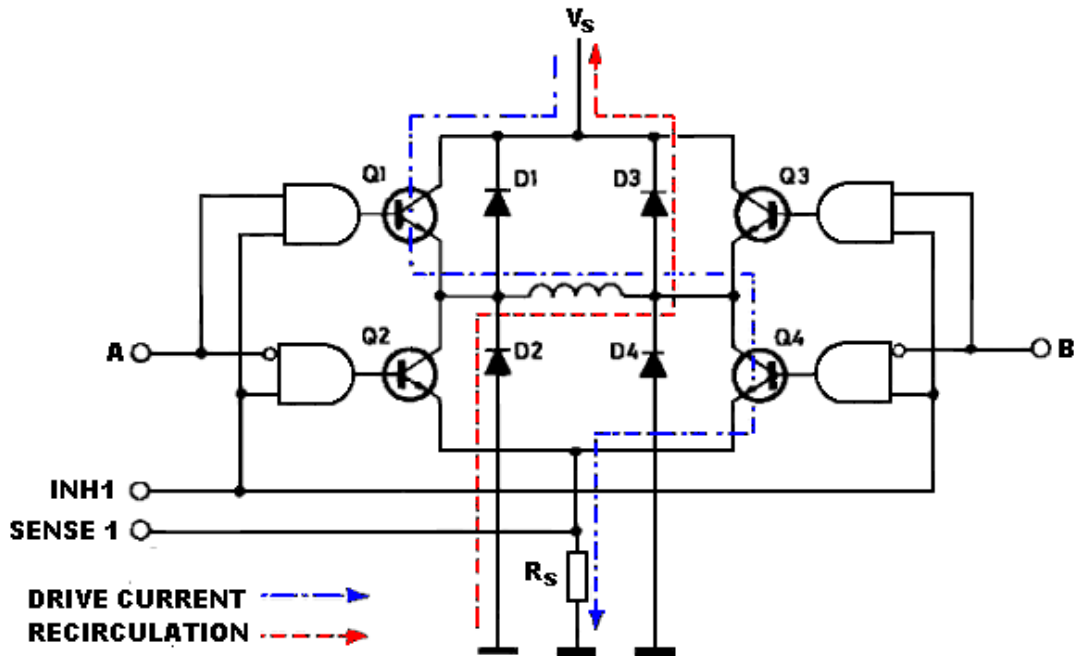 Vs
Q1
D1
D3
Q3
A
Q2
D2
D4
Q4
B
INH1
SENSE 1
Rs
DRIVE CURRENT
RECIRCULATION